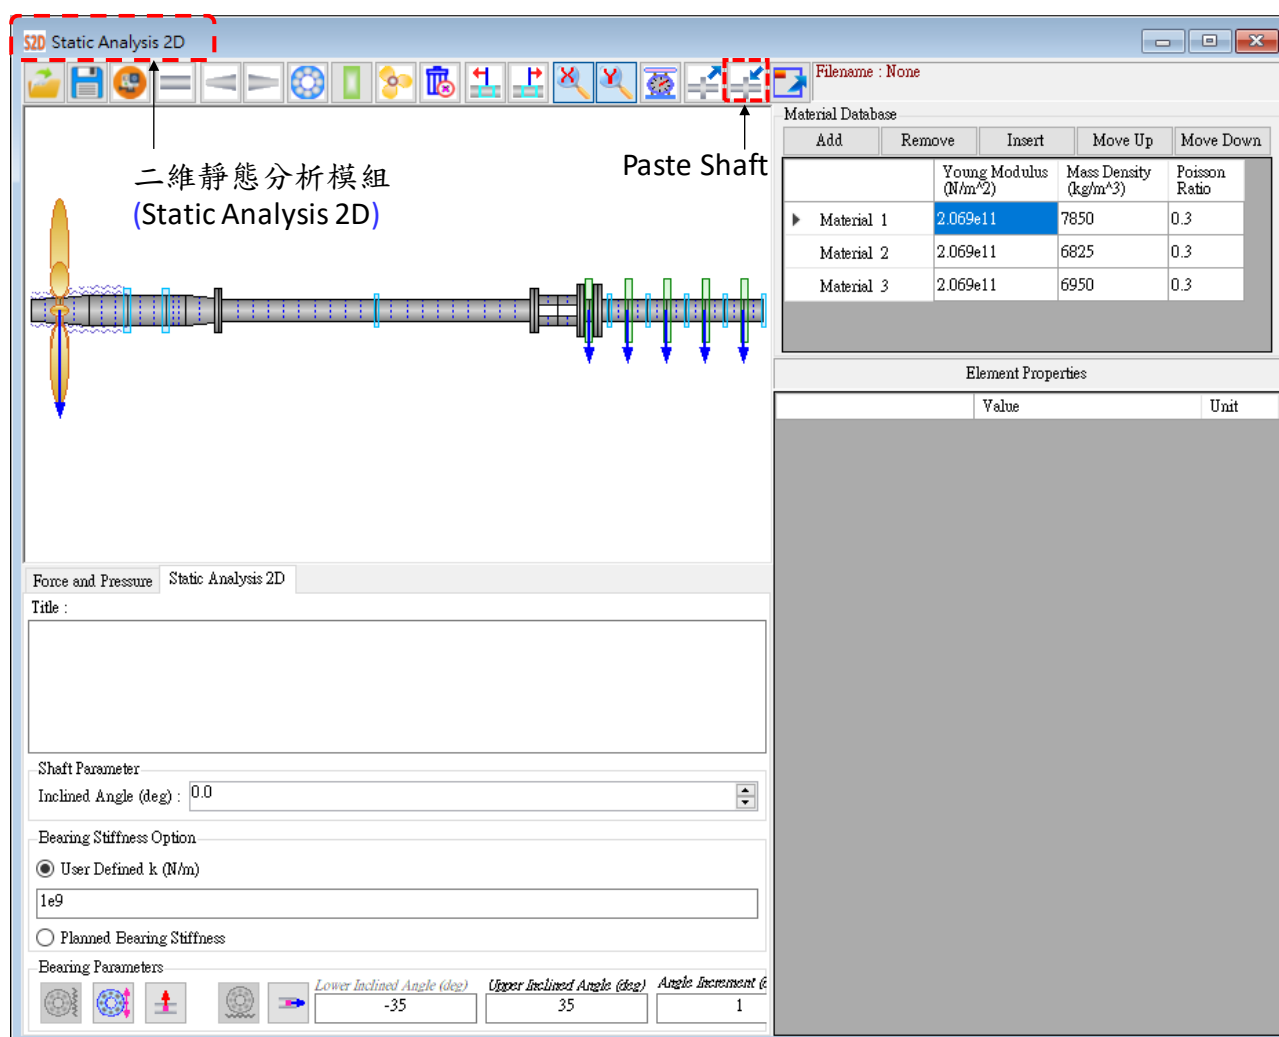 S2D Static Analysis 2D
Filename : None
二維靜態分析模組
(Static Analysis 2D)
Paste Shaft
Material Database
Add Remove Insert Move Up Move Down
Young Modulus (N/m^2) Mass Density (kg/m^3) Poisson Ratio
Material 1 2.069e11 7850 0.3
Material 2 2.069e11 6825 0.3
Material 3 2.069e11 6950 0.3
Element Properties
Value Unit
Force and Pressure Static Analysis 2D
Title :
Shaft Parameter
Inclined Angle (deg) : 0.0
Bearing Stiffness Option
User Defined k (N/m)
1e9
Planned Bearing Stiffness
Bearing Parameters
Lower Inclined Angle (deg) Upper Inclined Angle (deg) Angle Increment
-35 35 1